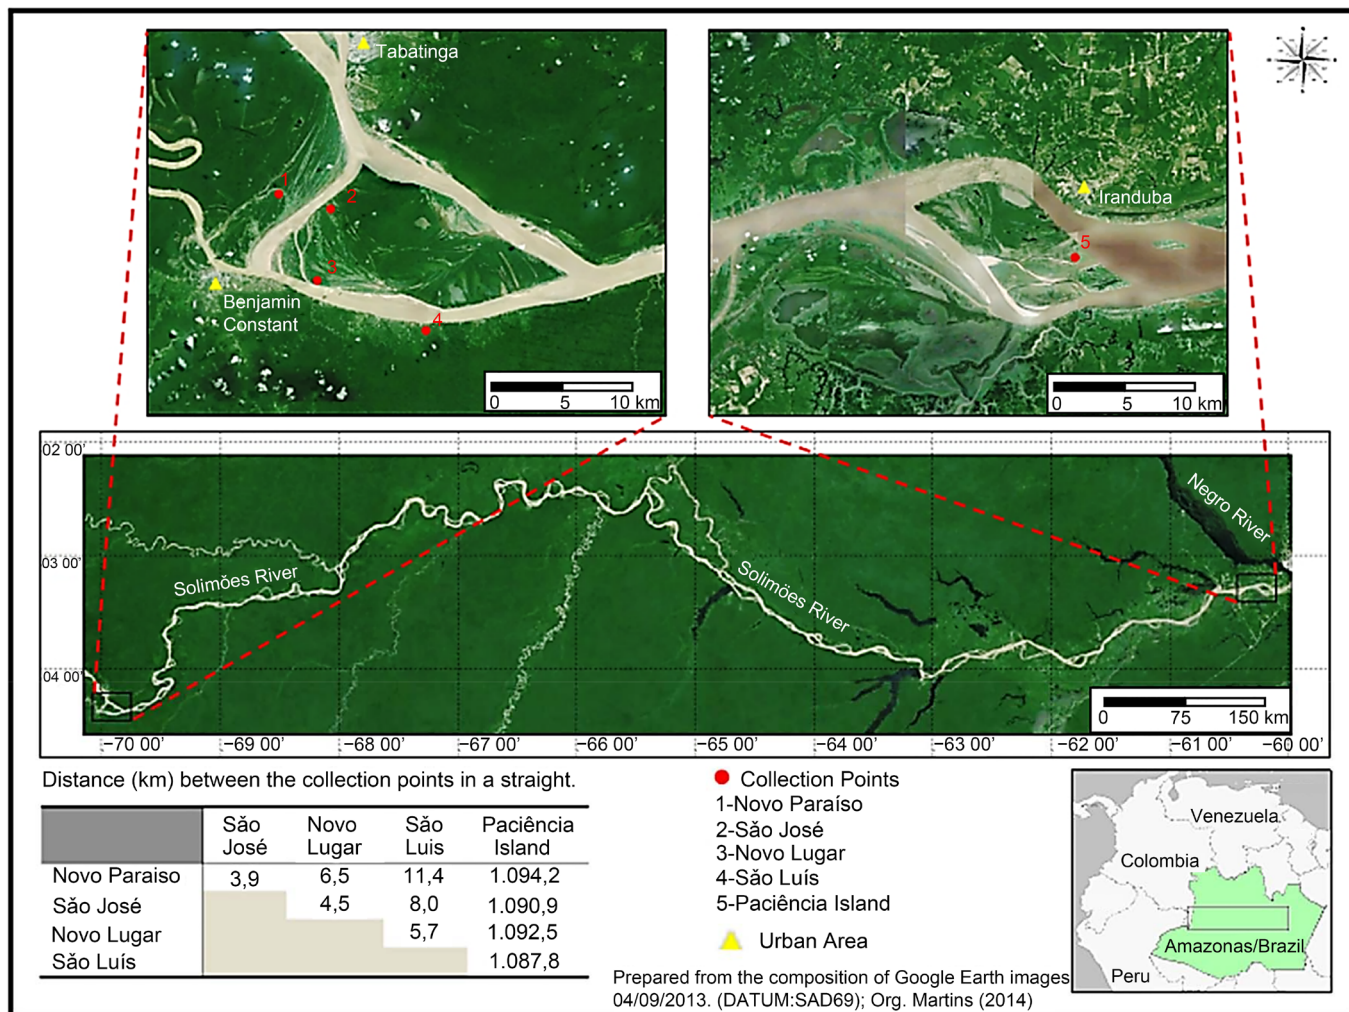 Tabatinga
1
2
3
Benjamin
Constant
4
0 5 10 km
Iranduba
5
0 5 10 km
02 00’
03 00’
04 00’
Solimões River
Solimões River
Negro River
0 75 150 km
–70 00’ –69 00’ –68 00’ –67 00’ –66 00’ –65 00’ –64 00’ –63 00’ –62 00’ –61 00’ –60 00’
Distance (km) between the collection points in a straight.
São José Novo Lugar São Luis Paciência Island
Novo Paraiso 3,9 6,5 11,4 1.094,2
São José 4,5 8,0 1.090,9
Novo Lugar 5,7 1.092,5
São Luís 1.087,8
Collection Points
1-Novo Paraíso
2-São José
3-Novo Lugar
4-São Luís
5-Paciência Island
Urban Area
Prepared from the composition of Google Earth images
04/09/2013. (DATUM:SAD69); Org. Martins (2014)
Venezuela
Colombia
Amazonas/Brazil
Peru